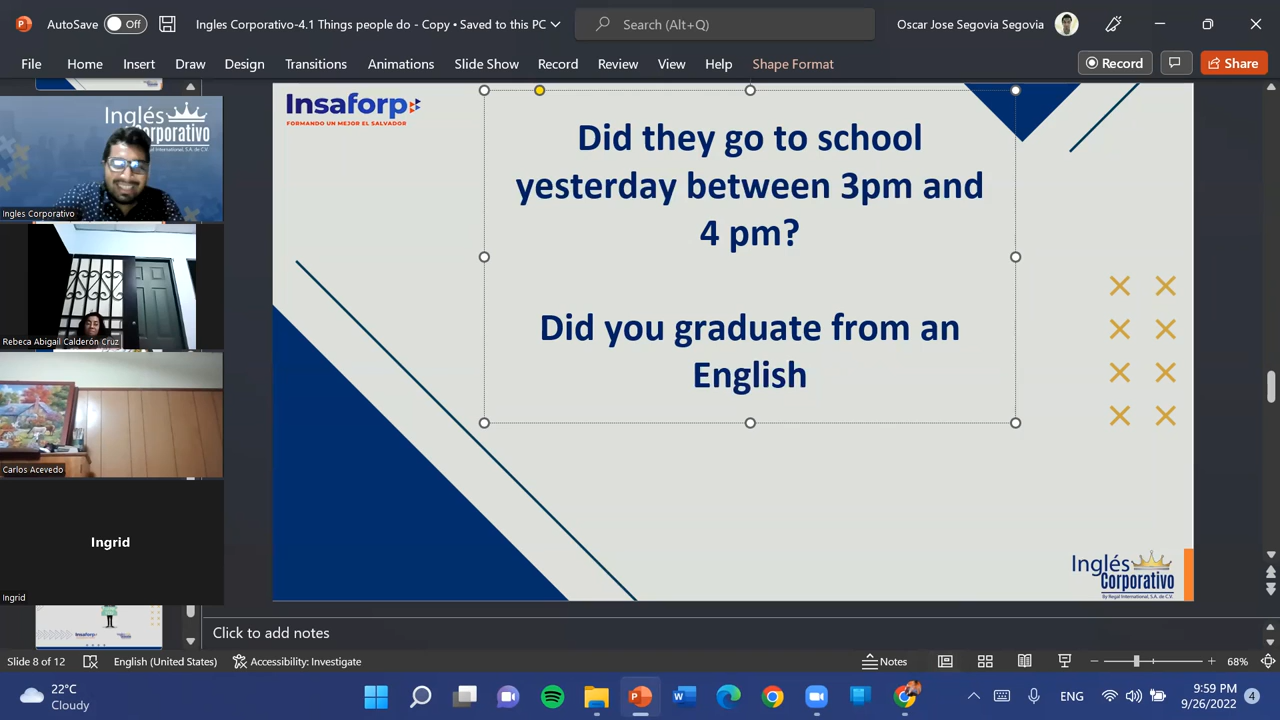 AutoSave Off Ingles Corporativo-4.1 Things people do - Copy • Saved to this PC Search (Alt+Q) Oscar Jose Segovia Segovia
File Home Insert Draw Design Transitions Animations Slide Show Record Review View Help Shape Format Record Share
Inglés
Corporativo
Ingles Corporativo
Rebeca Abigail Calderón Cruz
Carlos Acevedo
Ingrid
Ingrid
Insaforp
FORMANDO UN MEJOR EL SALVADOR
Did they go to school
yesterday between 3pm and
4 pm?
Did you graduate from an
English
Inglés
Corporativo
By Regal International, S.A. de C.V.
Click to add notes
Slide 8 of 12 English (United States) Accessibility: Investigate Notes 68%
22°C
Cloudy
ENG
9:59 PM
9/26/2022
4